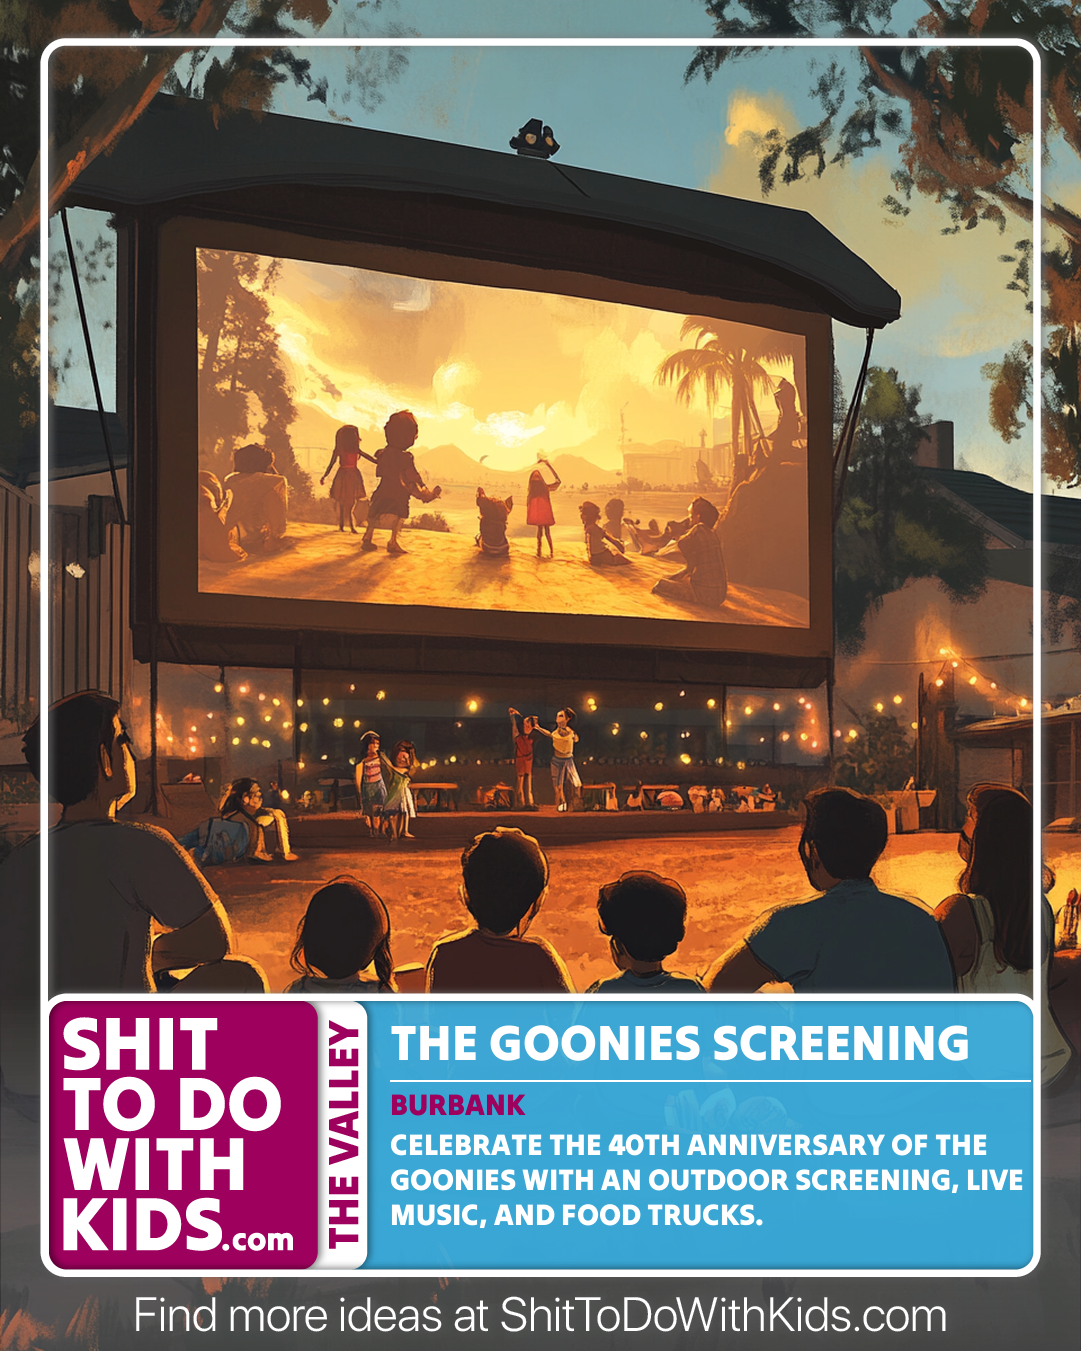 SHIT
TO DO
WITH
KIDS.com
THE VALLEY
THE GOONIES SCREENING
BURBANK
CELEBRATE THE 40TH ANNIVERSARY OF THE
GOONIES WITH AN OUTDOOR SCREENING, LIVE
MUSIC, AND FOOD TRUCKS.
Find more ideas at ShitToDoWithKids.com